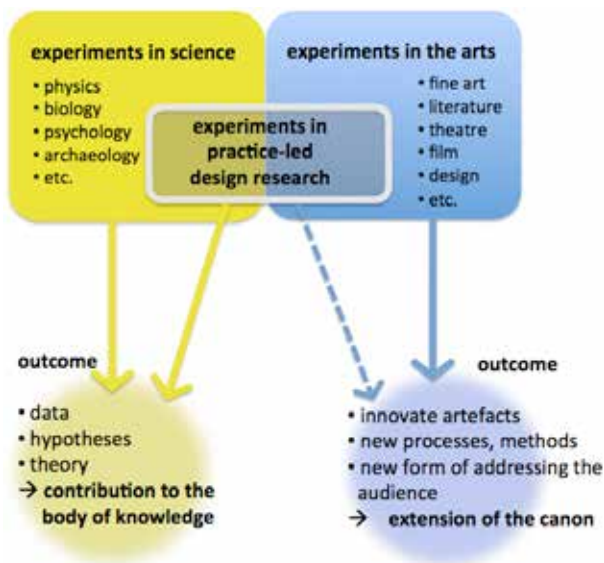 experiments in science
• physics
• biology
• psychology
• archaeology
• etc.
experiments in the arts
• fine art
• literature
• theatre
• film
• design
• etc.
experiments in
practice-led
design research
outcome
• data
• hypotheses
• theory
→ contribution to the
body of knowledge
outcome
• innovate artefacts
• new processes, methods
• new form of addressing the
audience
→ extension of the canon